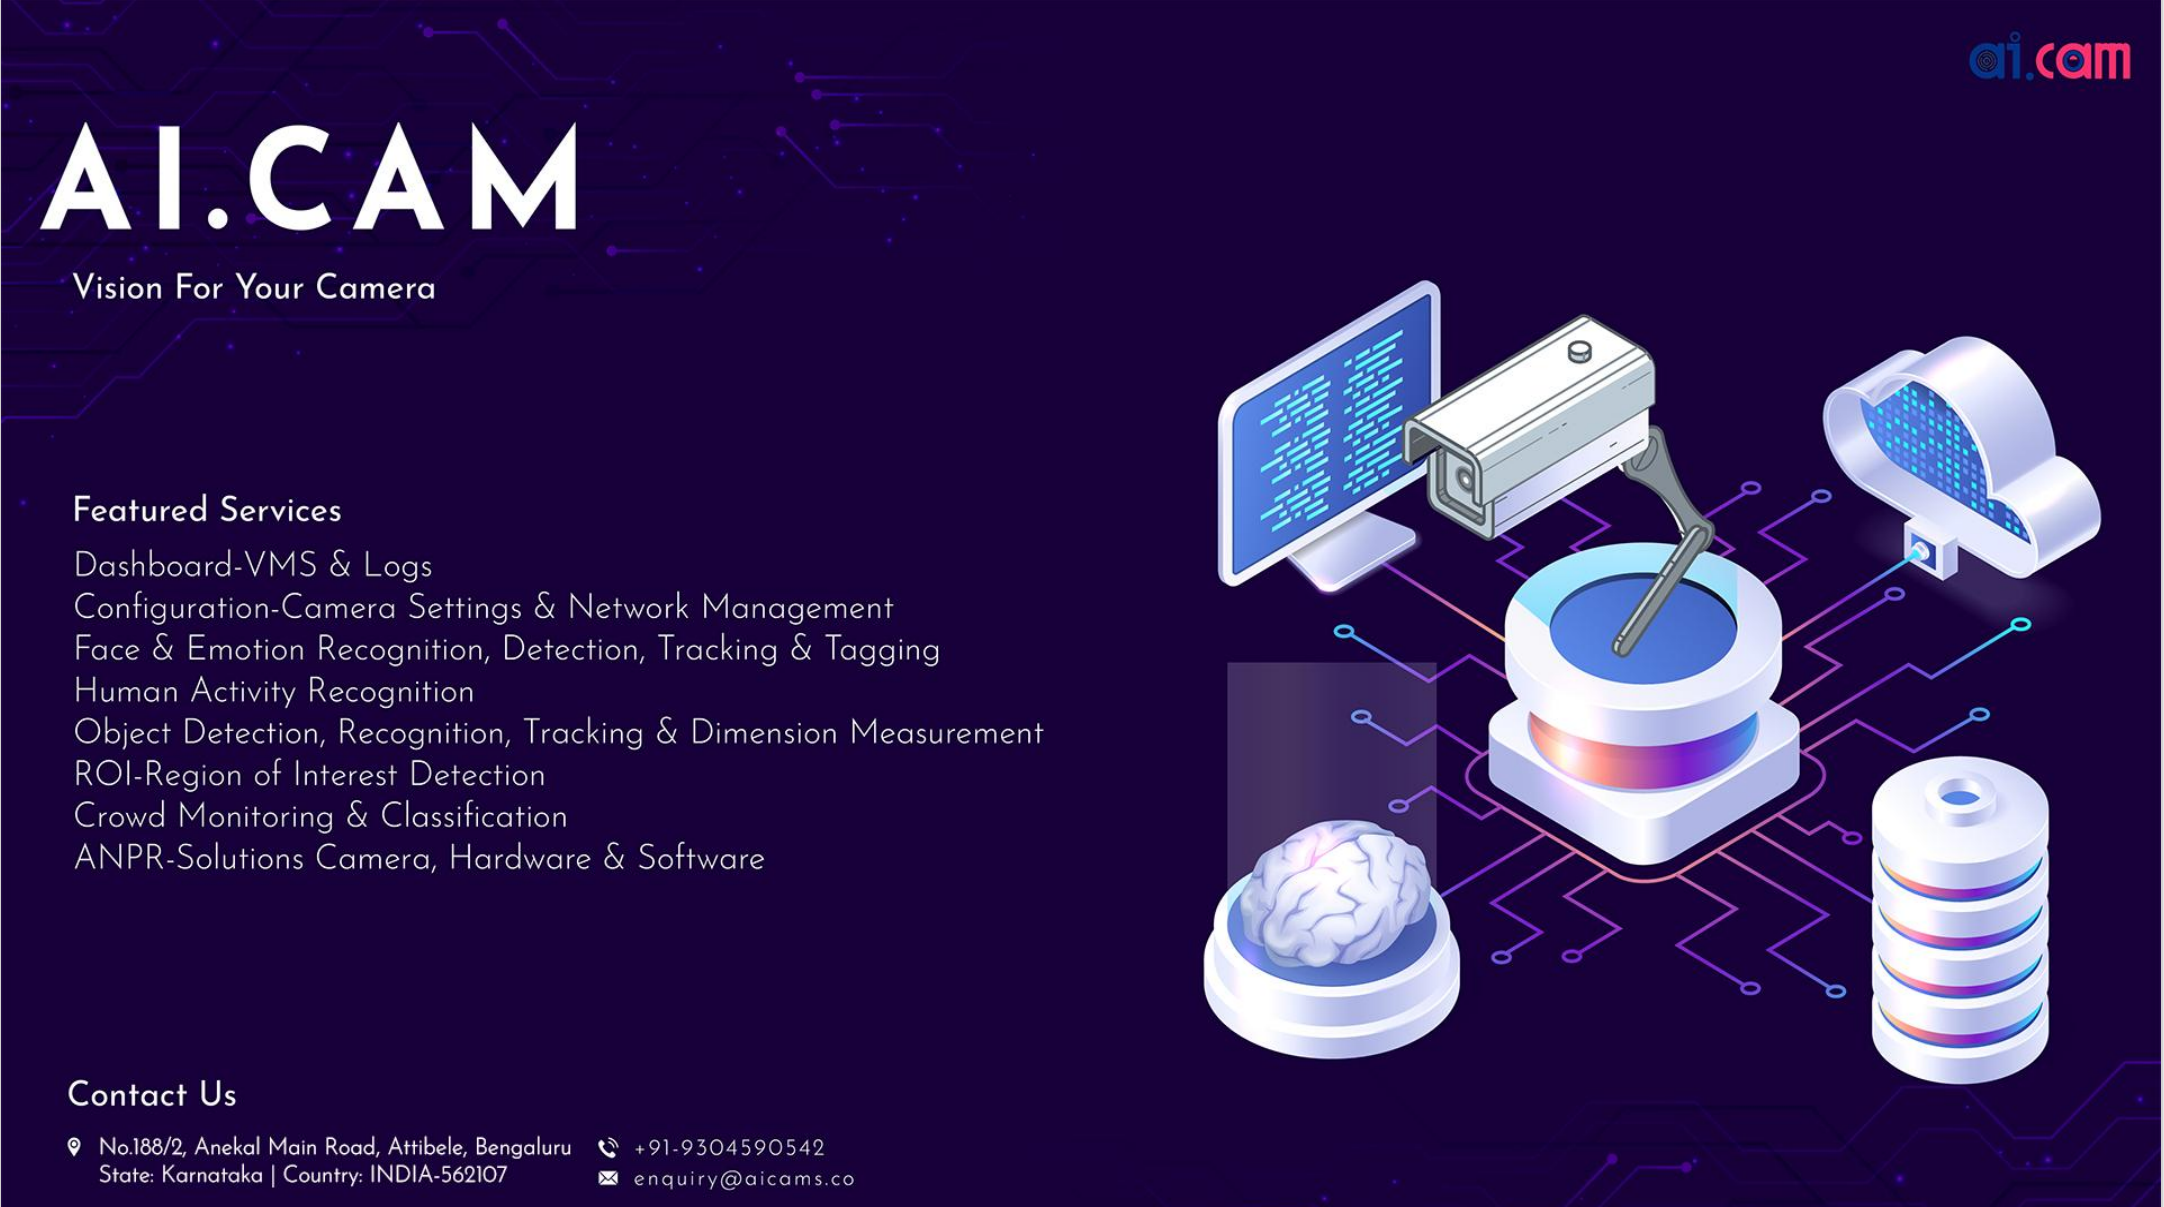 ai.cam
AI.CAM
Vision For Your Camera
Featured Services
Dashboard-VMS & Logs
Configuration-Camera Settings & Network Management
Face & Emotion Recognition, Detection, Tracking & Tagging
Human Activity Recognition
Object Detection, Recognition, Tracking & Dimension Measurement
ROI-Region of Interest Detection
Crowd Monitoring & Classification
ANPR-Solutions Camera, Hardware & Software
Contact Us
No.188/2, Anekal Main Road, Attibele, Bengaluru
State: Karnataka | Country: INDIA-562107
+91-9304590542
enquiry@aicams.co